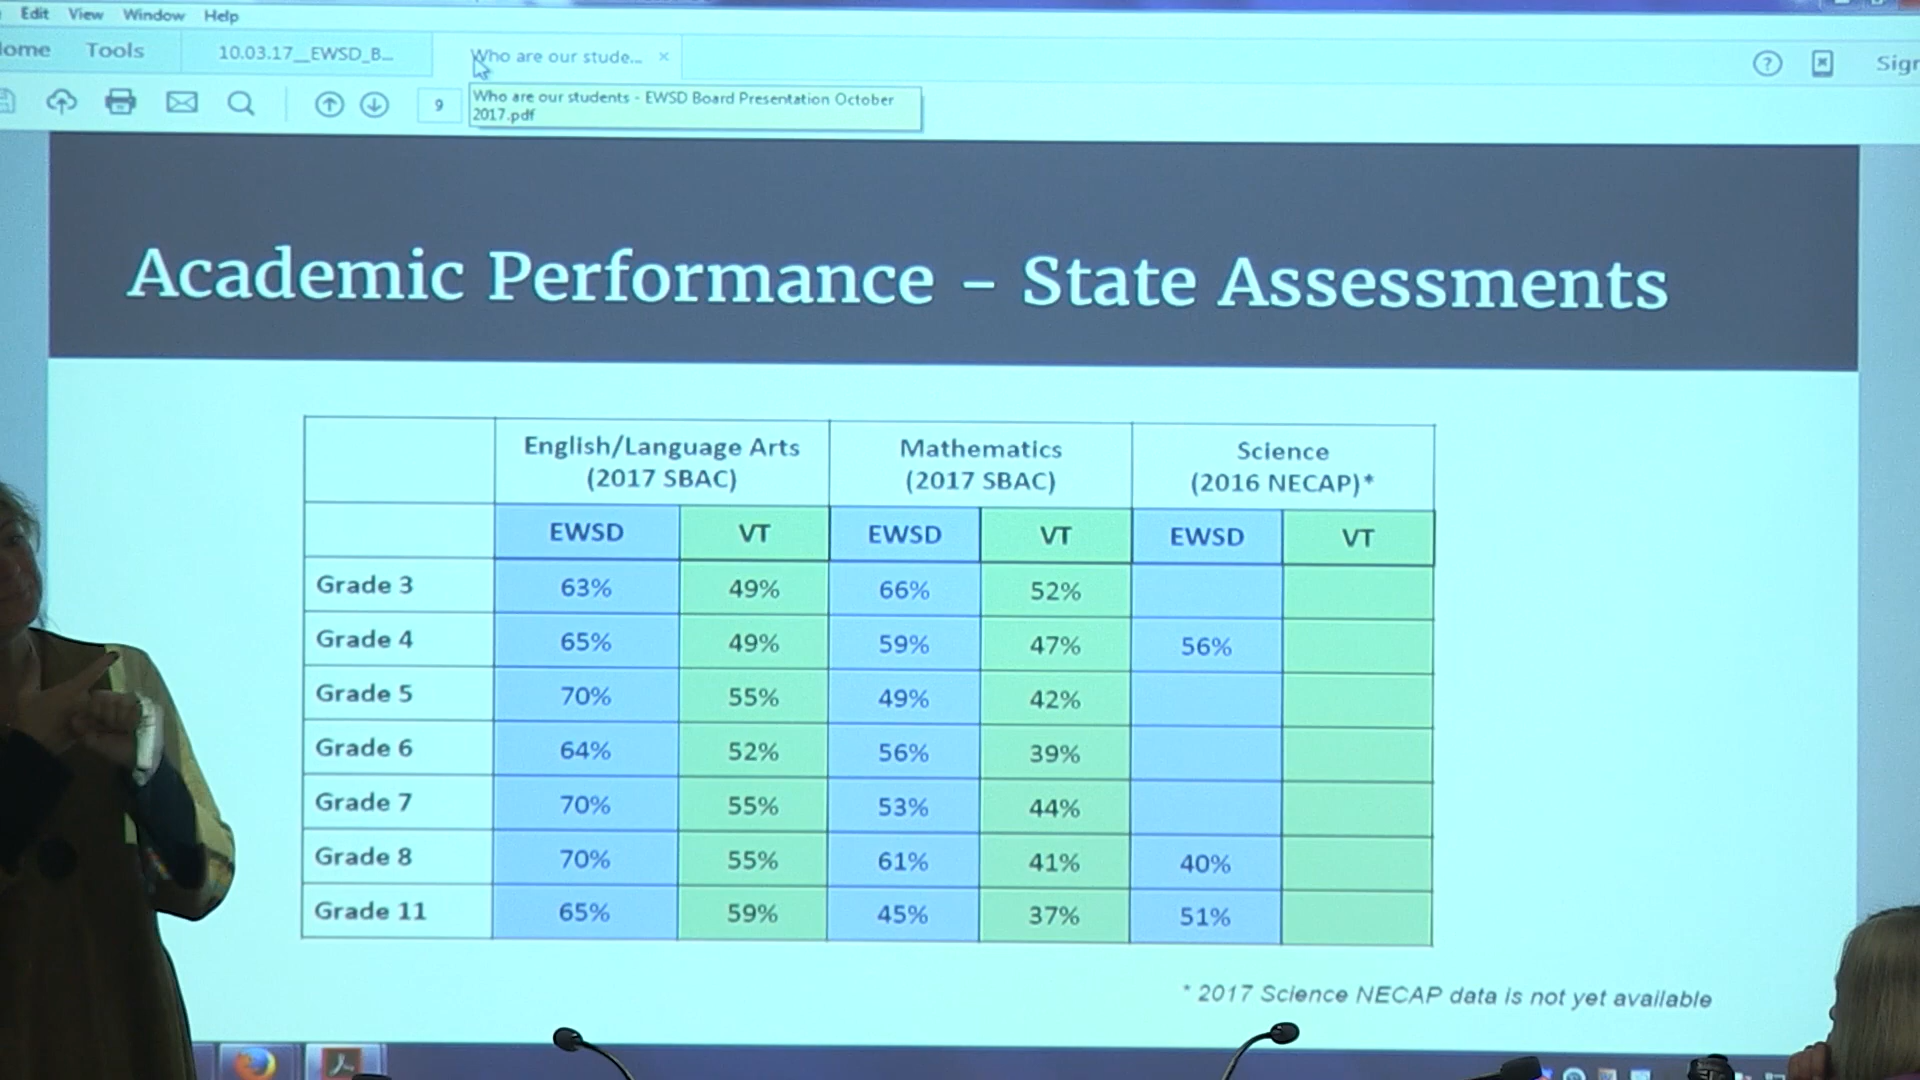 Edit View Window Help
Tools 10.03.17__EWSD_B... Who are our stude... ×
9
Who are our students - EWSD Board Presentation October
2017.pdf
Academic Performance – State Assessments
English/Language Arts
(2017 SBAC)
Mathematics
(2017 SBAC)
Science
(2016 NECAP)*
EWSD VT EWSD VT EWSD VT
Grade 3 63% 49% 66% 52%
Grade 4 65% 49% 59% 47% 56%
Grade 5 70% 55% 49% 42%
Grade 6 64% 52% 56% 39%
Grade 7 70% 55% 53% 44%
Grade 8 70% 55% 61% 41% 40%
Grade 11 65% 59% 45% 37% 51%
* 2017 Science NECAP data is not yet available